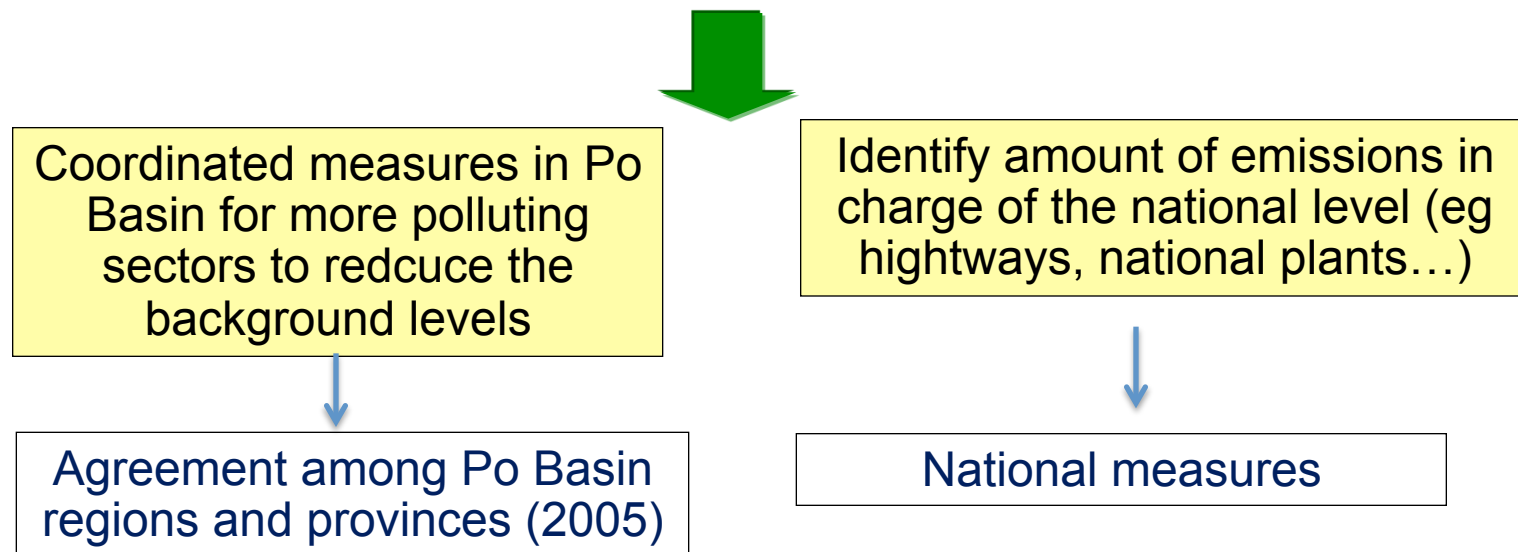 Coordinated measures in Po
Basin for more polluting
sectors to redcuce the
background levels
Identify amount of emissions in
charge of the national level (eg
hightways, national plants…)
Agreement among Po Basin
regions and provinces (2005)
National measures